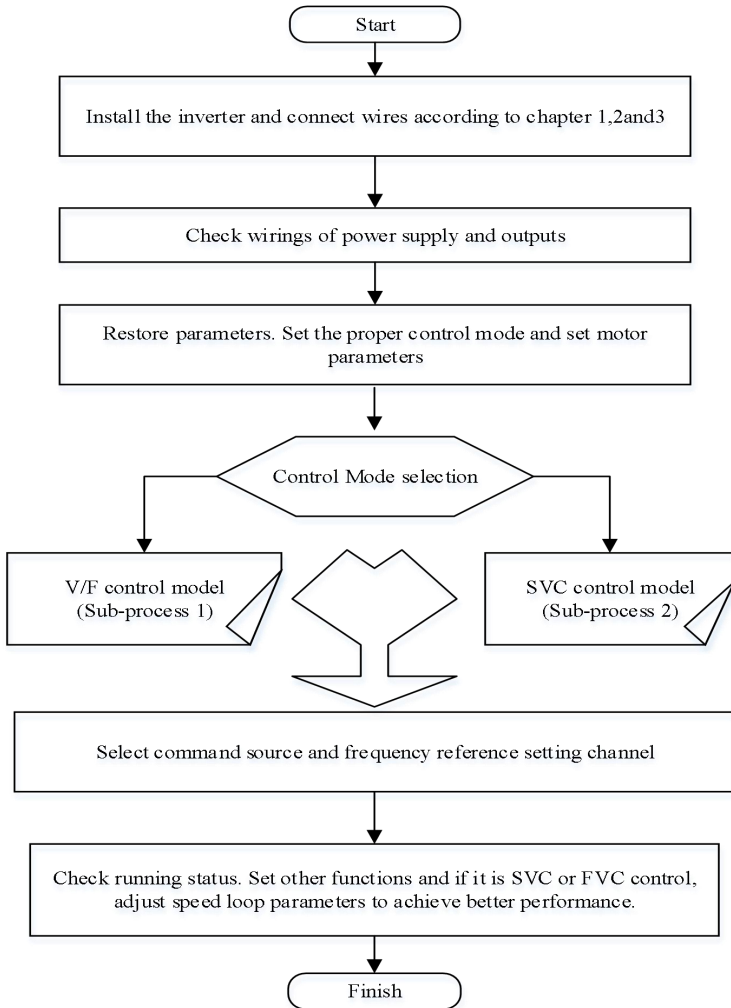 Start
Install the inverter and connect wires according to chapter 1,2and3
Check wirings of power supply and outputs
Restore parameters. Set the proper control mode and set motor
parameters
Control Mode selection
V/F control model
(Sub-process 1)
SVC control model
(Sub-process 2)
Select command source and frequency reference setting channel
Check running status. Set other functions and if it is SVC or FVC control,
adjust speed loop parameters to achieve better performance.
Finish